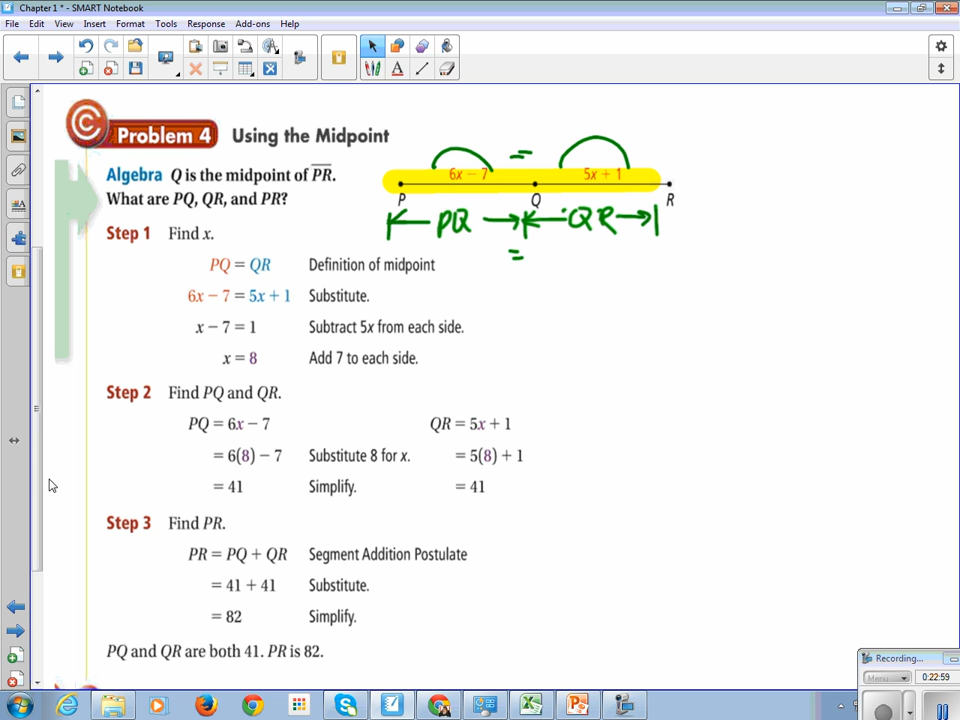 Chapter1 * - SMART Notebook
File Edit View Insert Format Tools Response Add-ons Help
C Problem 4 Using the Midpoint
Algebra Q is the midpoint of PR.
What are PQ, QR, and PR?
=
6x − 7 5x + 1
P Q R
PQ QR
=
Step 1 Find x.
PQ = QR Definition of midpoint
6x − 7 = 5x + 1 Substitute.
x − 7 = 1 Subtract 5x from each side.
x = 8 Add 7 to each side.
Step 2 Find PQ and QR.
PQ = 6x − 7 QR = 5x + 1
= 6(8) − 7 Substitute 8 for x. = 5(8) + 1
= 41 Simplify. = 41
Step 3 Find PR.
PR = PQ + QR Segment Addition Postulate
= 41 + 41 Substitute.
= 82 Simplify.
PQ and QR are both 41. PR is 82.
Recording...
Menu 0:22:59